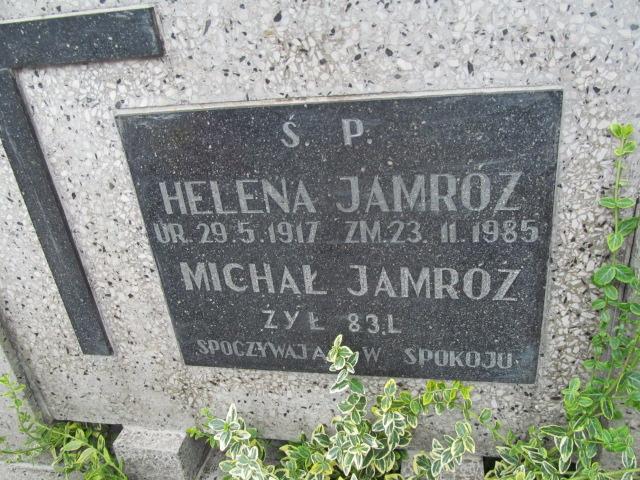 Ś. P.
HELENA JAMRÓZ
UR. 29.5.1917 ZM. 23.11.1985
MICHAŁ JAMRÓZ
ŻYŁ 83.L
SPOCZYWAJĄ W SPOKOJU.